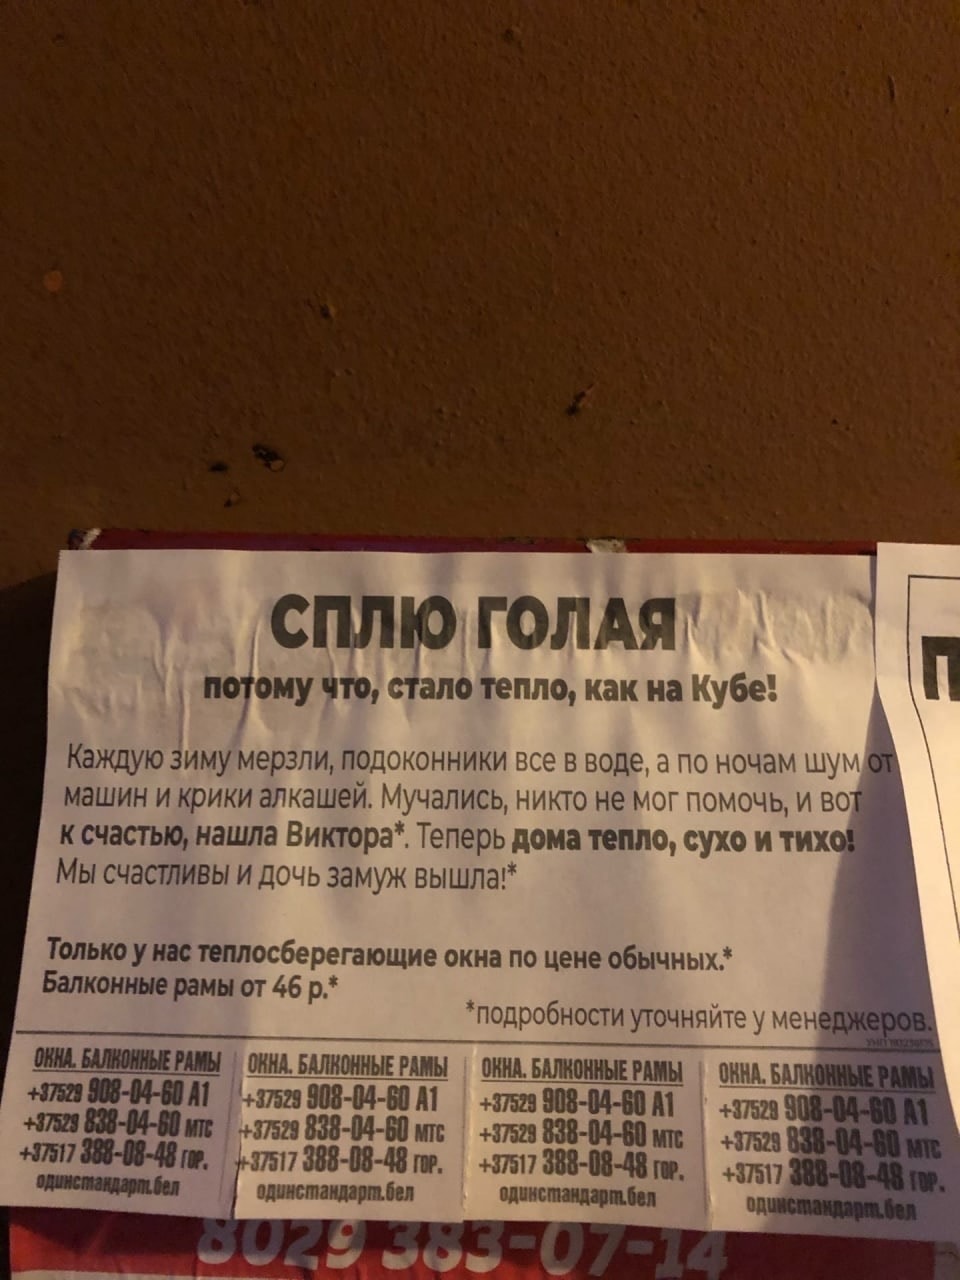 СПЛЮ ГОЛАЯ
потому что, стало тепло, как на Кубе!
Каждую зиму мерзли, подоконники все в воде, а по ночам шум от
машин и крики алкашей. Мучались, никто не мог помочь, и вот
к счастью, нашла Виктора*. Теперь дома тепло, сухо и тихо!
Мы счастливы и дочь замуж вышла!*
Только у нас теплосберегающие окна по цене обычных.*
Балконные рамы от 46 р.*
*подробности уточняйте у менеджеров.
ОКНА. БАЛКОННЫЕ РАМЫ
+37529 908-04-60 А1
+37529 838-04-60 МТС
+37517 388-08-48 ГОР.
одинстандарт.бел
ОКНА. БАЛКОННЫЕ РАМЫ
+37529 908-04-60 А1
+37529 838-04-60 МТС
+37517 388-08-48 ГОР.
одинстандарт.бел
ОКНА. БАЛКОННЫЕ РАМЫ
+37529 908-04-60 А1
+37529 838-04-60 МТС
+37517 388-08-48 ГОР.
одинстандарт.бел
ОКНА. БАЛКОННЫЕ РАМЫ
+37529 908-04-60 А1
+37529 838-04-60 МТС
+37517 388-08-48 ГОР.
одинстандарт.бел
П
8029 383-07-14